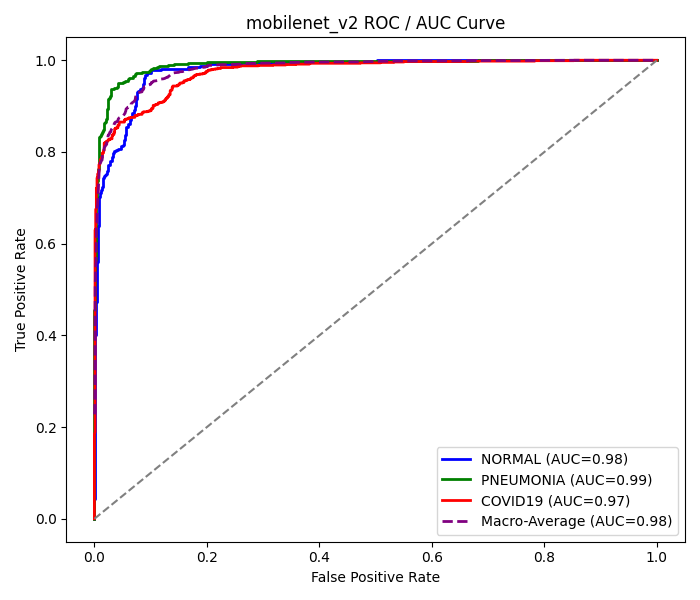 mobilenet_v2 ROC / AUC Curve
1.0
0.8
0.6
0.4
0.2
0.0
True Positive Rate
0.0 0.2 0.4 0.6 0.8 1.0
False Positive Rate
NORMAL (AUC=0.98)
PNEUMONIA (AUC=0.99)
COVID19 (AUC=0.97)
Macro-Average (AUC=0.98)